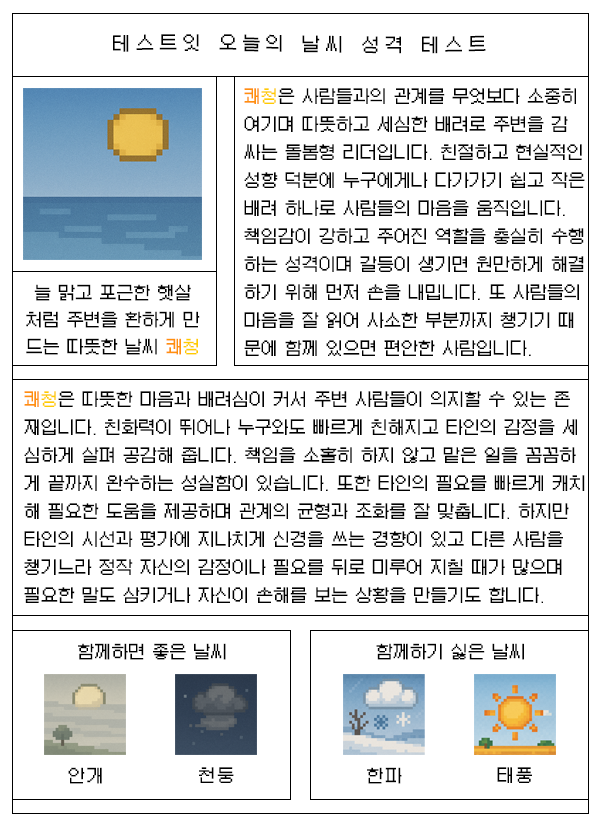 테스트잇 오늘의 날씨 성격 테스트
늘 맑고 포근한 햇살
처럼 주변을 환하게 만
드는 따뜻한 날씨 쾌청
쾌청은 사람들과의 관계를 무엇보다 소중히
여기며 따뜻하고 세심한 배려로 주변을 감
싸는 돌봄형 리더입니다. 친절하고 현실적인
성향 덕분에 누구에게나 다가가기 쉽고 작은
배려 하나로 사람들의 마음을 움직입니다.
책임감이 강하고 주어진 역할을 충실히 수행
하는 성격이며 갈등이 생기면 원만하게 해결
하기 위해 먼저 손을 내밉니다. 또 사람들의
마음을 잘 읽어 사소한 부분까지 챙기기 때
문에 함께 있으면 편안한 사람입니다.
쾌청은 따뜻한 마음과 배려심이 커서 주변 사람들이 의지할 수 있는 존
재입니다. 친화력이 뛰어나 누구와도 빠르게 친해지고 타인의 감정을 세
심하게 살펴 공감해 줍니다. 책임을 소홀히 하지 않고 맡은 일을 꼼꼼하
게 끝까지 완수하는 성실함이 있습니다. 또한 타인의 필요를 빠르게 캐치
해 필요한 도움을 제공하며 관계의 균형과 조화를 잘 맞춥니다. 하지만
타인의 시선과 평가에 지나치게 신경을 쓰는 경향이 있고 다른 사람을
챙기느라 정작 자신의 감정이나 필요를 뒤로 미루어 지칠 때가 많으며
필요한 말도 삼키거나 자신이 손해를 보는 상황을 만들기도 합니다.
함께하면 좋은 날씨
안개 천둥
함께하기 싫은 날씨
한파 태풍